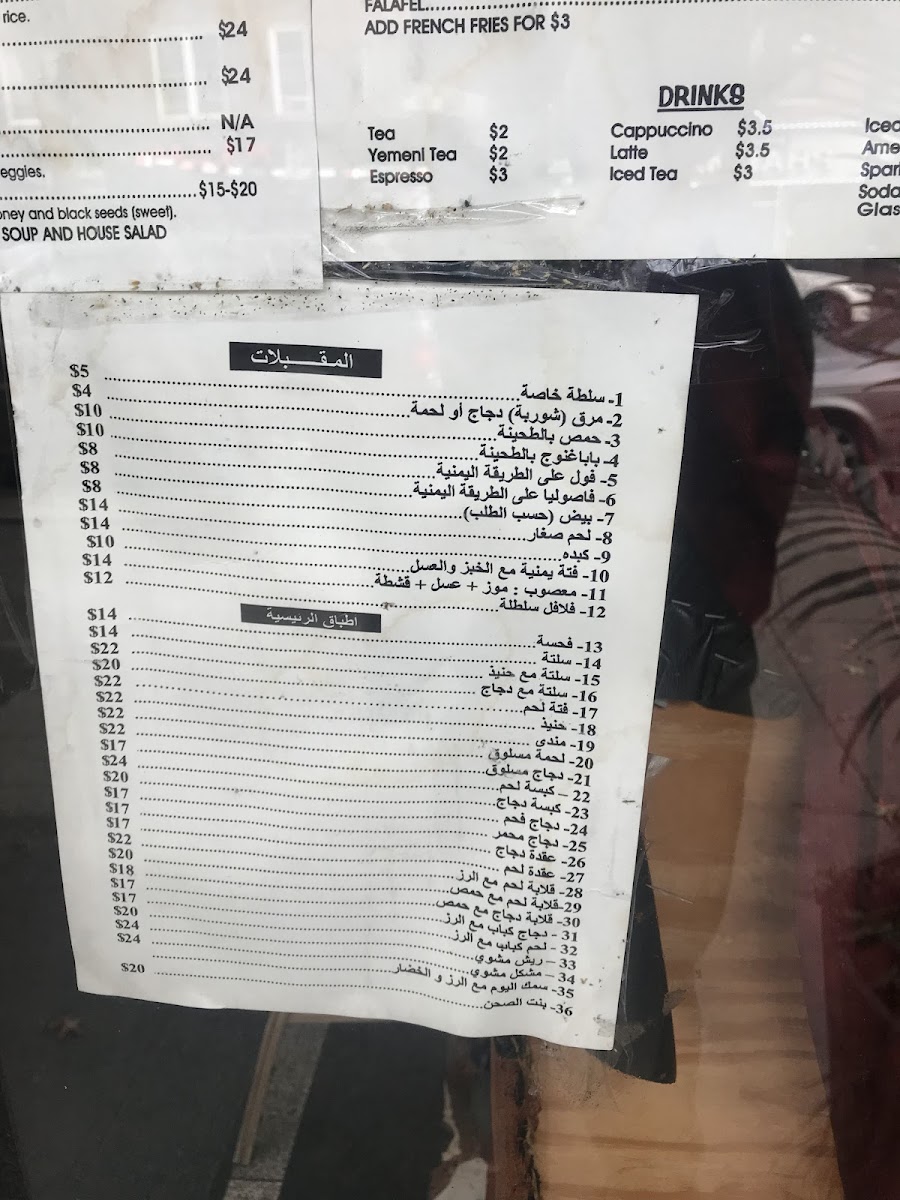 rice.
$24
$24
N/A
$17
eggies.
$15-$20
oney and black seeds (sweet).
SOUP AND HOUSE SALAD
FALAFEL
ADD FRENCH FRIES FOR $3
DRINKS
Tea $2
Yemeni Tea $2
Espresso $3
Cappuccino $3.5
Latte $3.5
Iced Tea $3
Iced
Ame
Spar
Soda
Glas
المقبلات
1- سلطة خاصة $5
2- مرق (شوربة) دجاج أو لحمة $4
3- حمص بالطحينة $10
4- باباغنوج بالطحينة $10
5- فول على الطريقة اليمنية $8
6- فاصوليا على الطريقة اليمنية $8
7- بيض (حسب الطلب) $8
8- لحم صغار $14
9- كبده $14
10- فتة يمنية مع الخبز والعسل $10
11- معصوب : موز + عسل + قشطة $14
12- فلافل سلطلة $12
اطباق الرئيسية
13- فحسة $14
14- سلتة $14
15- سلتة مع حنيذ $22
16- سلتة مع دجاج $20
17- فتة لحم $22
18- حنيذ $22
19- مندى $22
20- لحمة مسلوق $22
21- دجاج مسلوق $17
22 – كبسة لحم $24
23- كبسة دجاج $20
24- دجاج فحم $17
25- دجاج محمر $17
26- عقدة دجاج $17
27- عقدة لحم $22
28- قلابة لحم مع الرز $20
29-قلابة لحم مع حمص $18
30- قلابة دجاج مع حمص $17
31 - دجاج كباب مع الرز $17
32 - لحم كباب مع الرز $20
33 – ريش مشوي $24
34 – مشكل مشوي $24
35- سمك اليوم مع الرز و الخضار
36- بنت الصحن $20